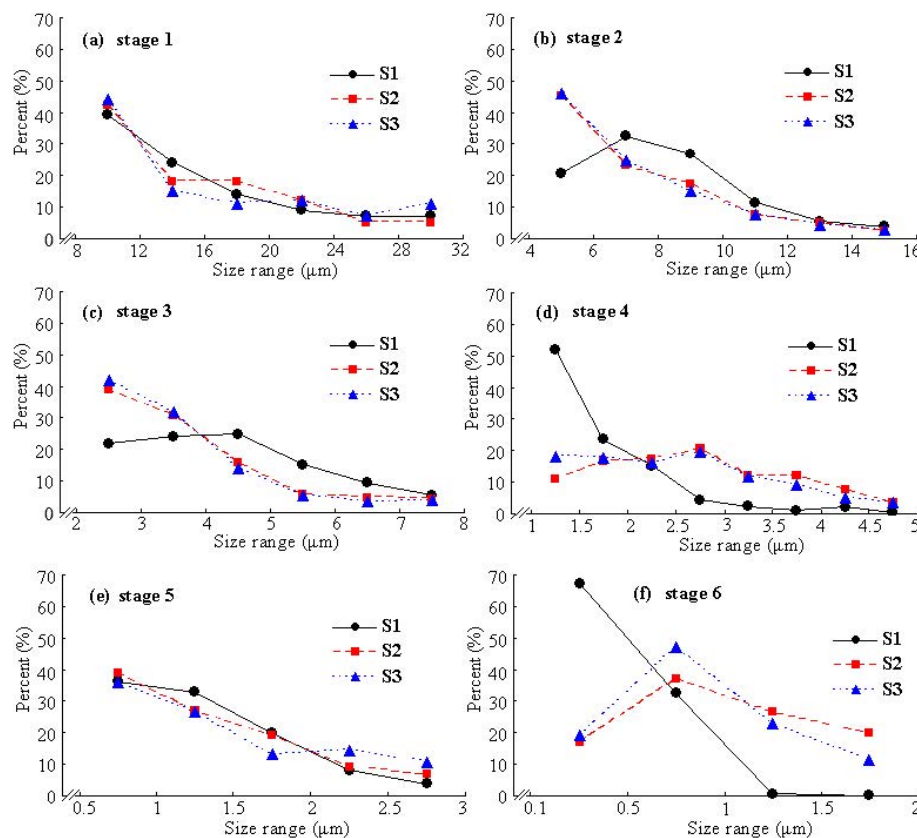 (a) stage 1
Percent (%)
70
60
50
40
30
20
10
0
S1
S2
S3
8 12 16 20 24 28 32
Size range (µm)
(b) stage 2
Percent (%)
70
60
50
40
30
20
10
0
S1
S2
S3
4 6 8 10 12 14 16
Size range (µm)
(c) stage 3
Percent (%)
70
60
50
40
30
20
10
0
S1
S2
S3
2 3 4 5 6 7 8
Size range (µm)
(d) stage 4
Percent (%)
70
60
50
40
30
20
10
0
S1
S2
S3
1 1.5 2 2.5 3 3.5 4 4.5 5
Size range (µm)
(e) stage 5
Percent (%)
70
60
50
40
30
20
10
0
S1
S2
S3
0.5 1 1.5 2 2.5 3
Size range (µm)
(f) stage 6
Percent (%)
70
60
50
40
30
20
10
0
S1
S2
S3
0.1 0.5 1 1.5 2
Size range (µm)